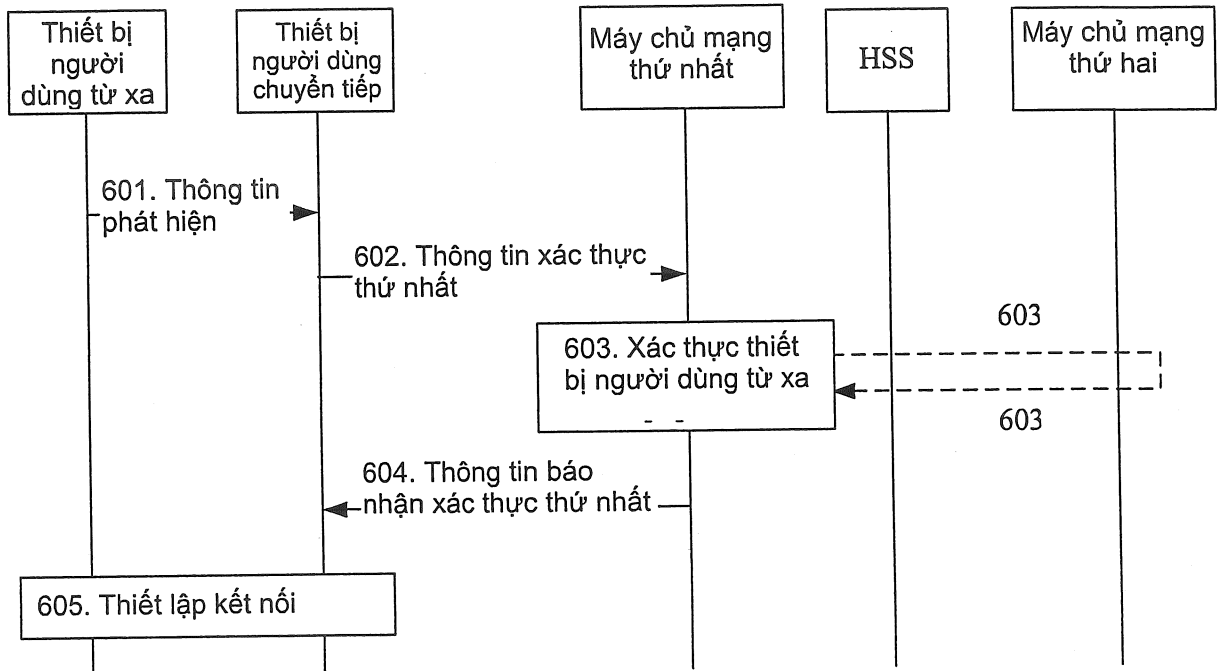 Thiết bị
người
dùng từ xa
Thiết bị
người dùng
chuyển tiếp
Máy chủ mạng
thứ nhất
HSS
Máy chủ mạng
thứ hai
601. Thông tin
phát hiện
602. Thông tin xác thực
thứ nhất
603
603. Xác thực thiết
bị người dùng từ xa
603
604. Thông tin báo
nhận xác thực thứ nhất
605. Thiết lập kết nối